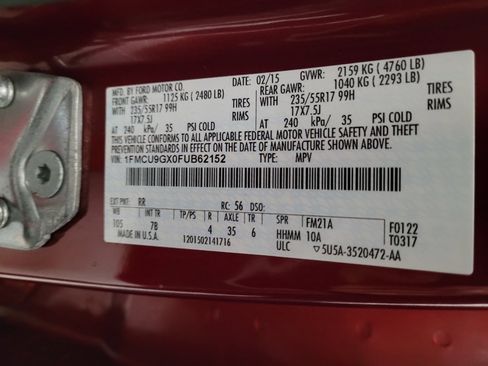 MFD. BY FORD MOTOR CO. 02/15 GVWR: 2159 KG ( 4760 LB)
FRONT GAWR: 1125 KG ( 2480 LB) REAR GAWR: 1040 KG ( 2293 LB)
WITH TIRES WITH TIRES
235/55R17 99H 235/55R17 99H RIMS
17X7.5J 17X7.5J
AT 240 kPa/ 35 PSI COLD AT 240 kPa/ 35 PSI COLD
THIS VEHICLE CONFORMS TO ALL APPLICABLE FEDERAL MOTOR VEHICLE SAFETY AND THEFT
PREVENTION STANDARDS IN EFFECT ON THE DATE OF MANUFACTURE SHOWN ABOVE.
VIN: 1FMCU9GX0FUB62152 TYPE: MPV
EXT PNT: RR RC: 56 DSO:
WB INT TR TP/PS R AXLE TR SPR FM21A F0122
105 7B 4 35 6 HHMM 10A T0317
MADE IN U.S.A. 1201502141716 ULC 5U5A-3520472-AA